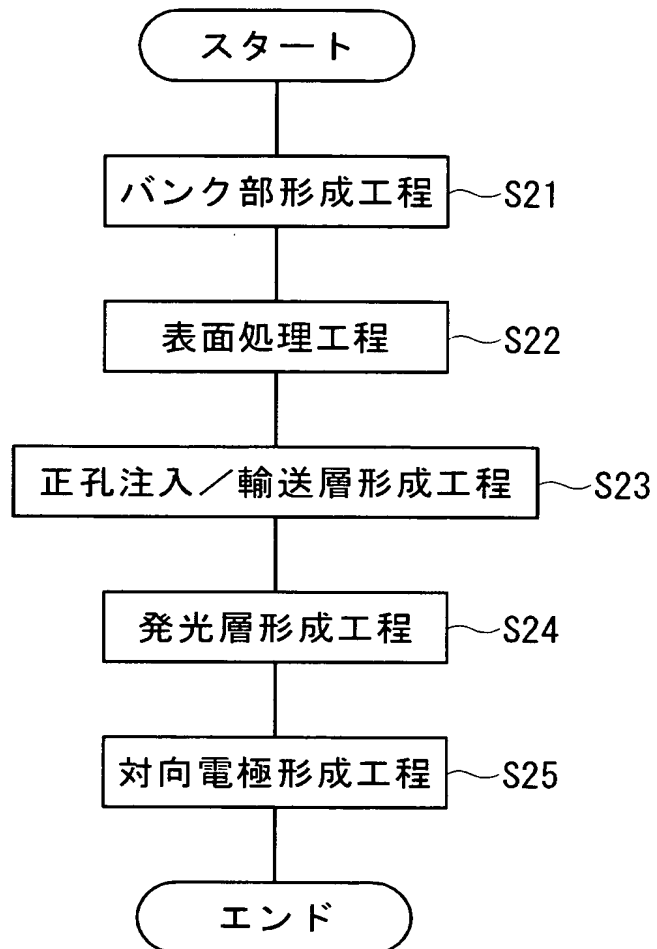 スタート
バンク部形成工程 S21
表面処理工程 S22
正孔注入／輸送層形成工程 S23
発光層形成工程 S24
対向電極形成工程 S25
エンド